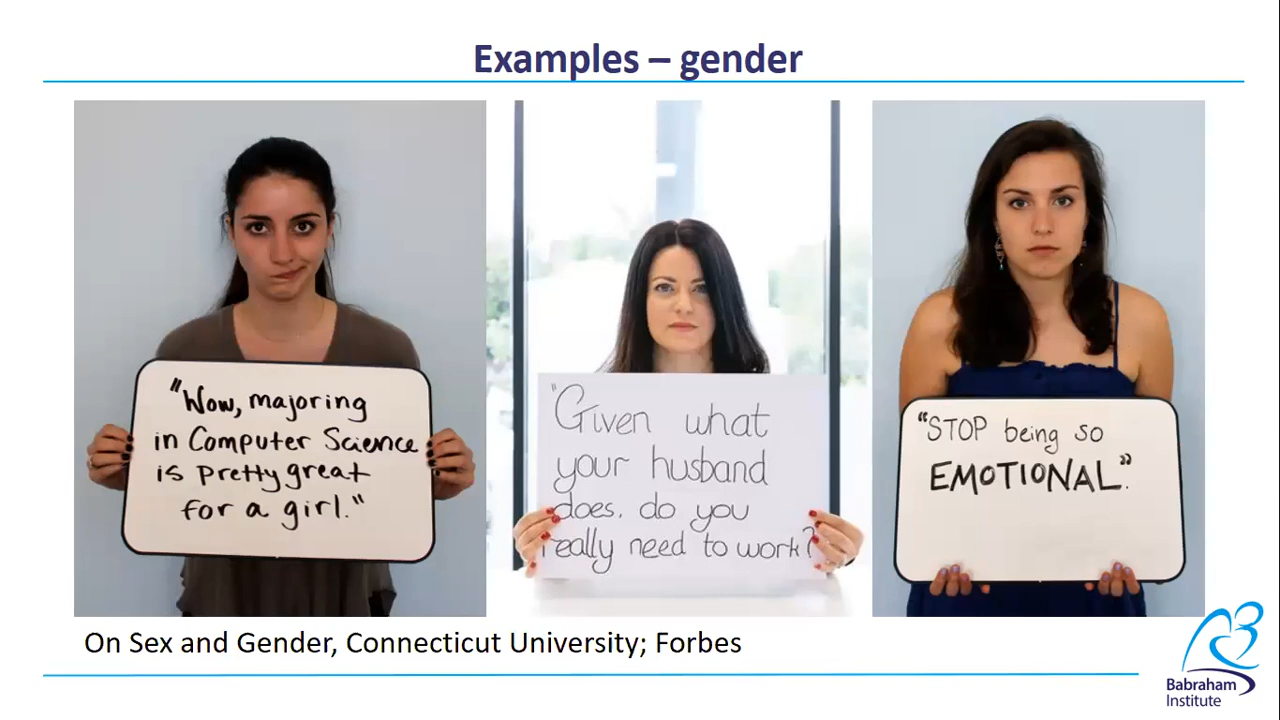 Examples – gender
"Wow, majoring
in Computer Science
is pretty great
for a girl."
"Given what
your husband
does, do you
really need to work?
"STOP being so
EMOTIONAL".
On Sex and Gender, Connecticut University; Forbes
Babraham
Institute